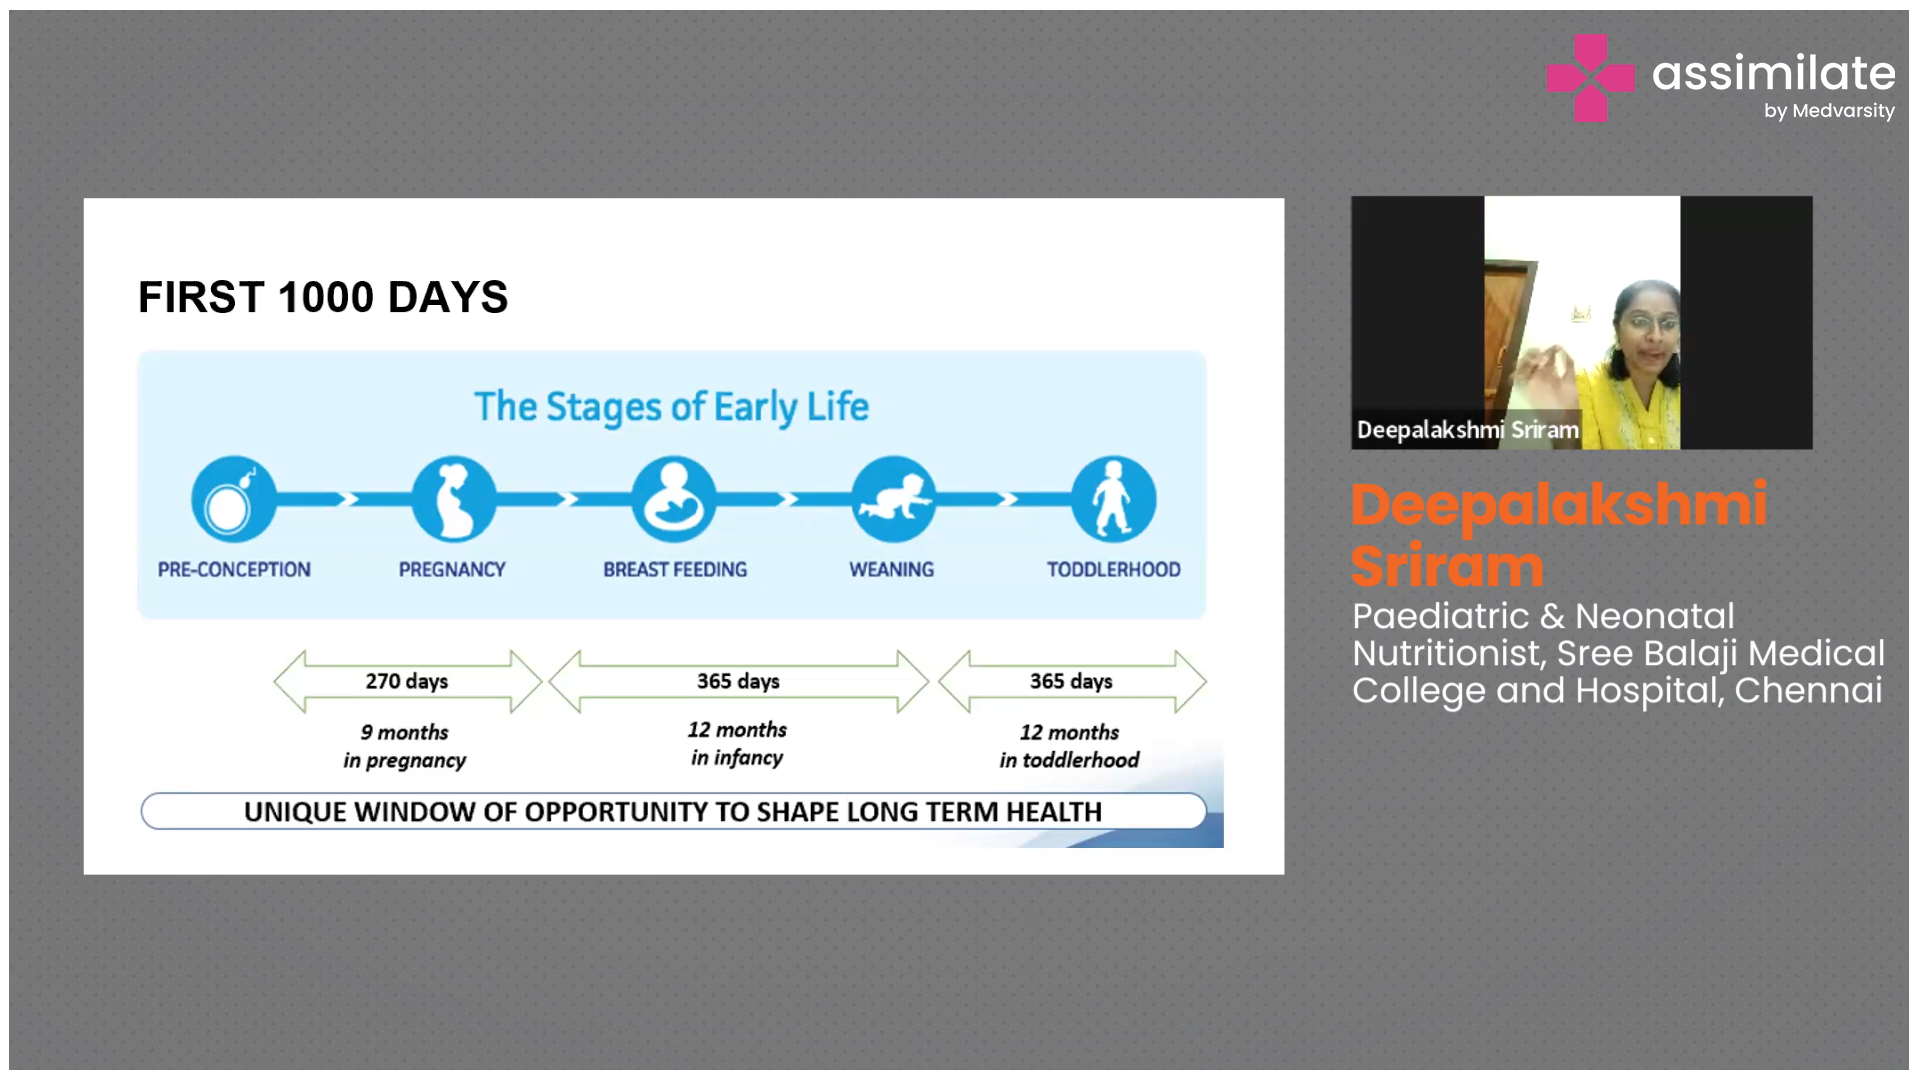 assimilate
by Medvarsity
FIRST 1000 DAYS
The Stages of Early Life
PRE-CONCEPTION
PREGNANCY
BREAST FEEDING
WEANING
TODDLERHOOD
270 days
365 days
365 days
9 months
in pregnancy
12 months
in infancy
12 months
in toddlerhood
UNIQUE WINDOW OF OPPORTUNITY TO SHAPE LONG TERM HEALTH
Deepalakshmi Sriram
Deepalakshmi
Sriram
Paediatric & Neonatal
Nutritionist, Sree Balaji Medical
College and Hospital, Chennai